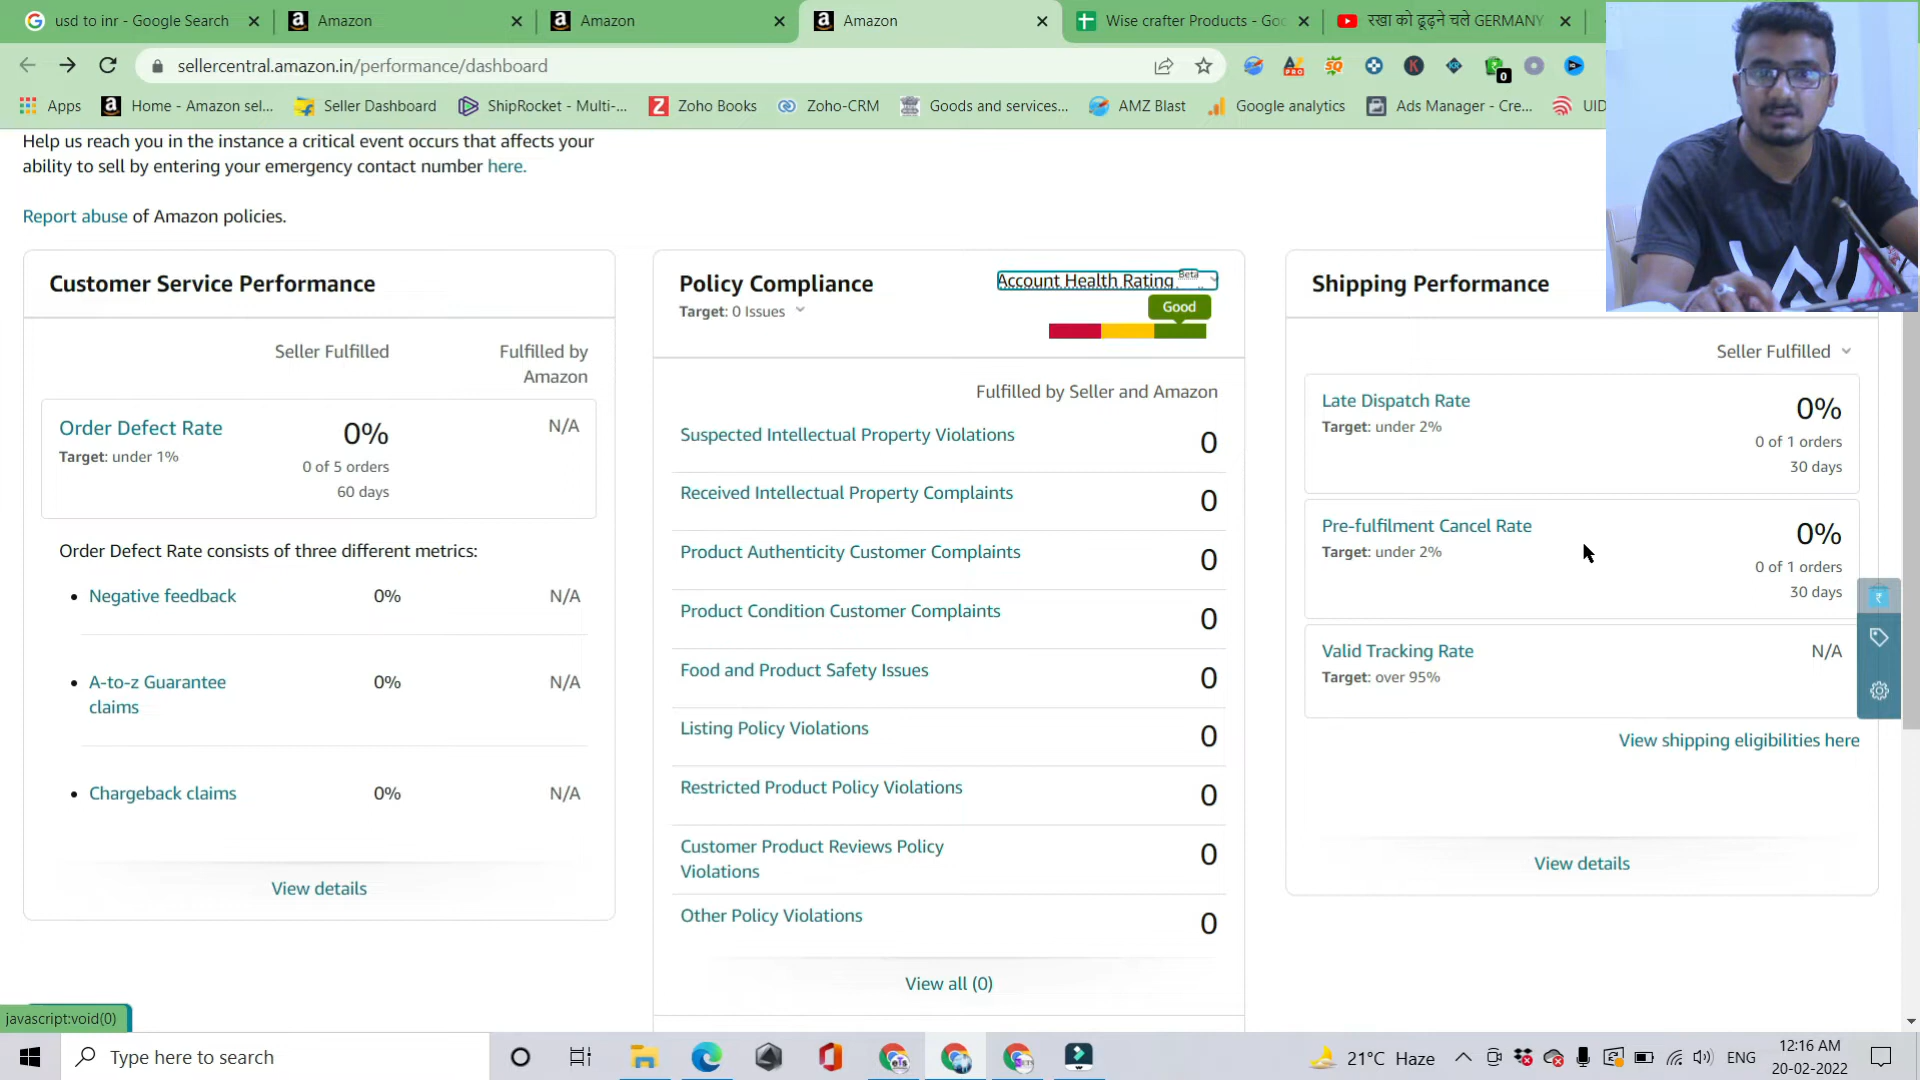 usd to inr - Google Search
Amazon
Amazon
Amazon
Wise crafter Products - Goo
रखा को ढूढ़ने चले GERMANY
sellercentral.amazon.in/performance/dashboard
0
Apps
Home - Amazon sel...
Seller Dashboard
ShipRocket - Multi-...
Zoho Books
Zoho-CRM
Goods and services...
AMZ Blast
Google analytics
Ads Manager - Cre...
UID
Help us reach you in the instance a critical event occurs that affects your
ability to sell by entering your emergency contact number here.
Report abuse of Amazon policies.
Customer Service Performance
Seller Fulfilled
Fulfilled by
Amazon
Order Defect Rate
0%
N/A
Target: under 1%
0 of 5 orders
60 days
Order Defect Rate consists of three different metrics:
• Negative feedback 0% N/A
• A-to-z Guarantee 0% N/A
claims
• Chargeback claims 0% N/A
View details
Policy Compliance
Account Health Rating Beta
Target: 0 Issues
Good
Fulfilled by Seller and Amazon
Suspected Intellectual Property Violations 0
Received Intellectual Property Complaints 0
Product Authenticity Customer Complaints 0
Product Condition Customer Complaints 0
Food and Product Safety Issues 0
Listing Policy Violations 0
Restricted Product Policy Violations 0
Customer Product Reviews Policy 0
Violations
Other Policy Violations 0
View all (0)
Shipping Performance
Seller Fulfilled
Late Dispatch Rate 0%
Target: under 2%
0 of 1 orders
30 days
Pre-fulfilment Cancel Rate 0%
Target: under 2%
0 of 1 orders
30 days
Valid Tracking Rate N/A
Target: over 95%
View shipping eligibilities here
View details
javascript:void(0)
Type here to search
21°C Haze
ENG
12:16 AM
20-02-2022